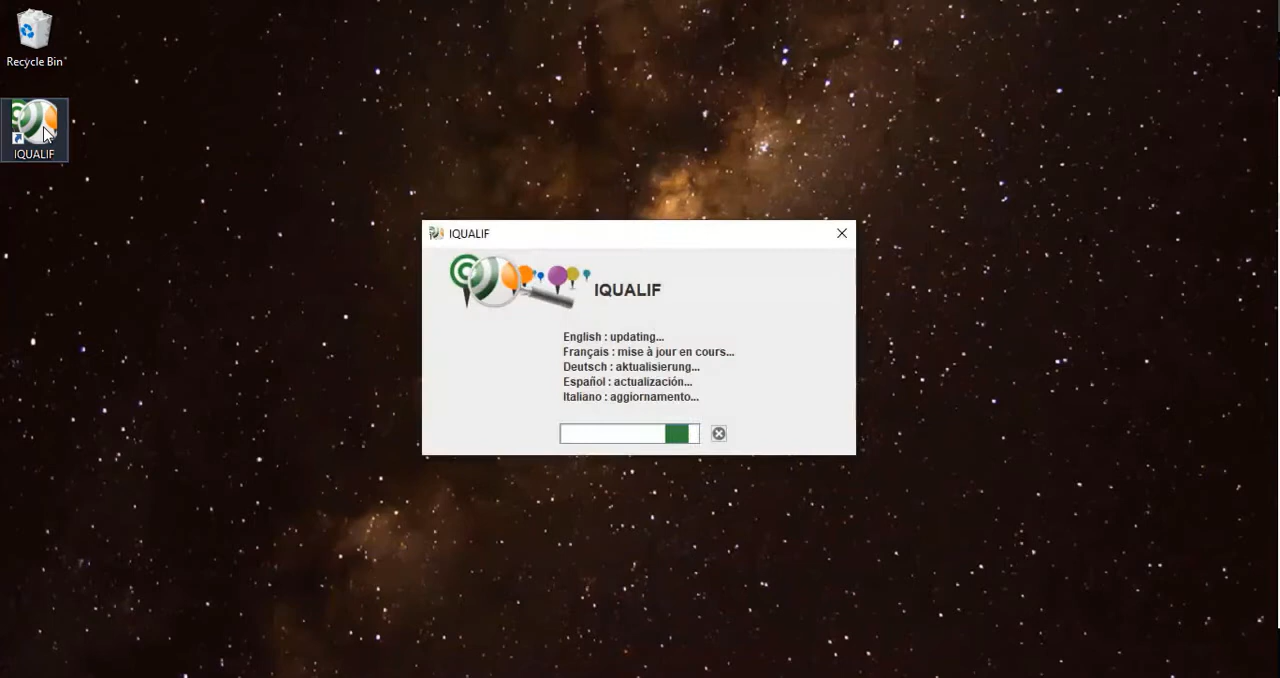 Recycle Bin
IQUALIF
IQUALIF
IQUALIF
English : updating...
Français : mise à jour en cours...
Deutsch : aktualisierung...
Español : actualización...
Italiano : aggiornamento...